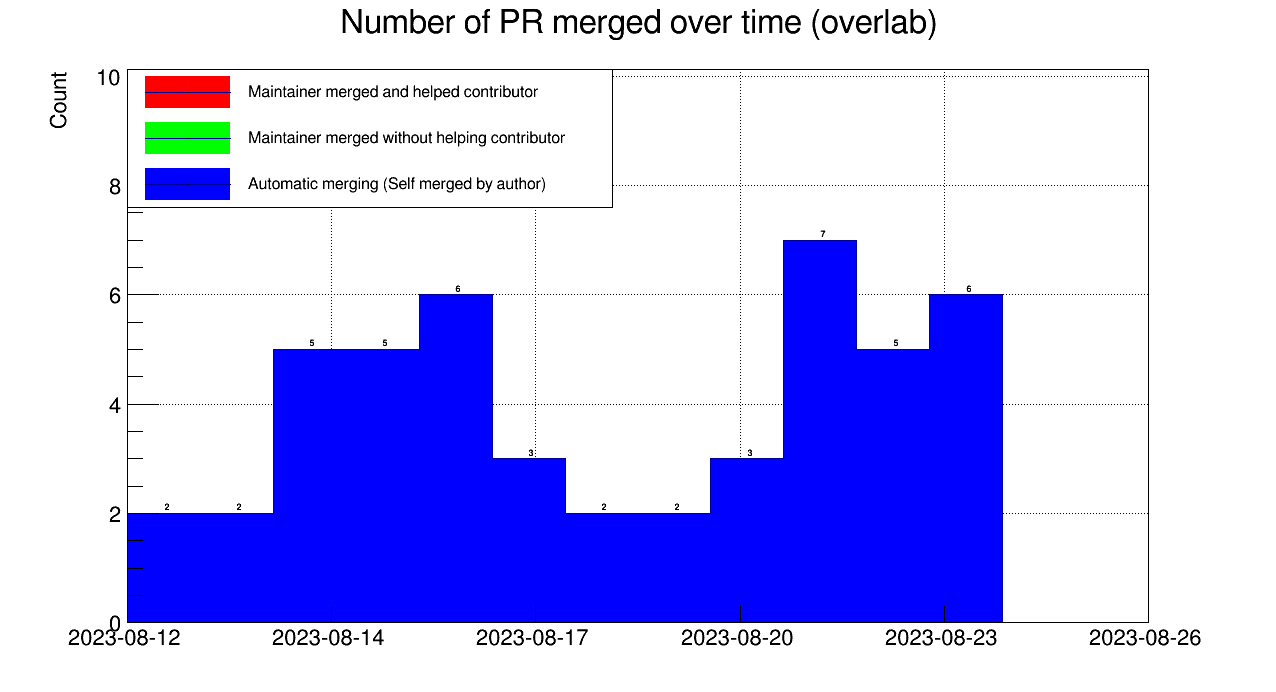 Number of PR merged over time (overlab)
Count
Maintainer merged and helped contributor
Maintainer merged without helping contributor
Automatic merging (Self merged by author)
10
8
6
4
2
0
2 2 5 5 6 3 2 2 3 7 5 6
2023-08-12 2023-08-14 2023-08-17 2023-08-20 2023-08-23 2023-08-26